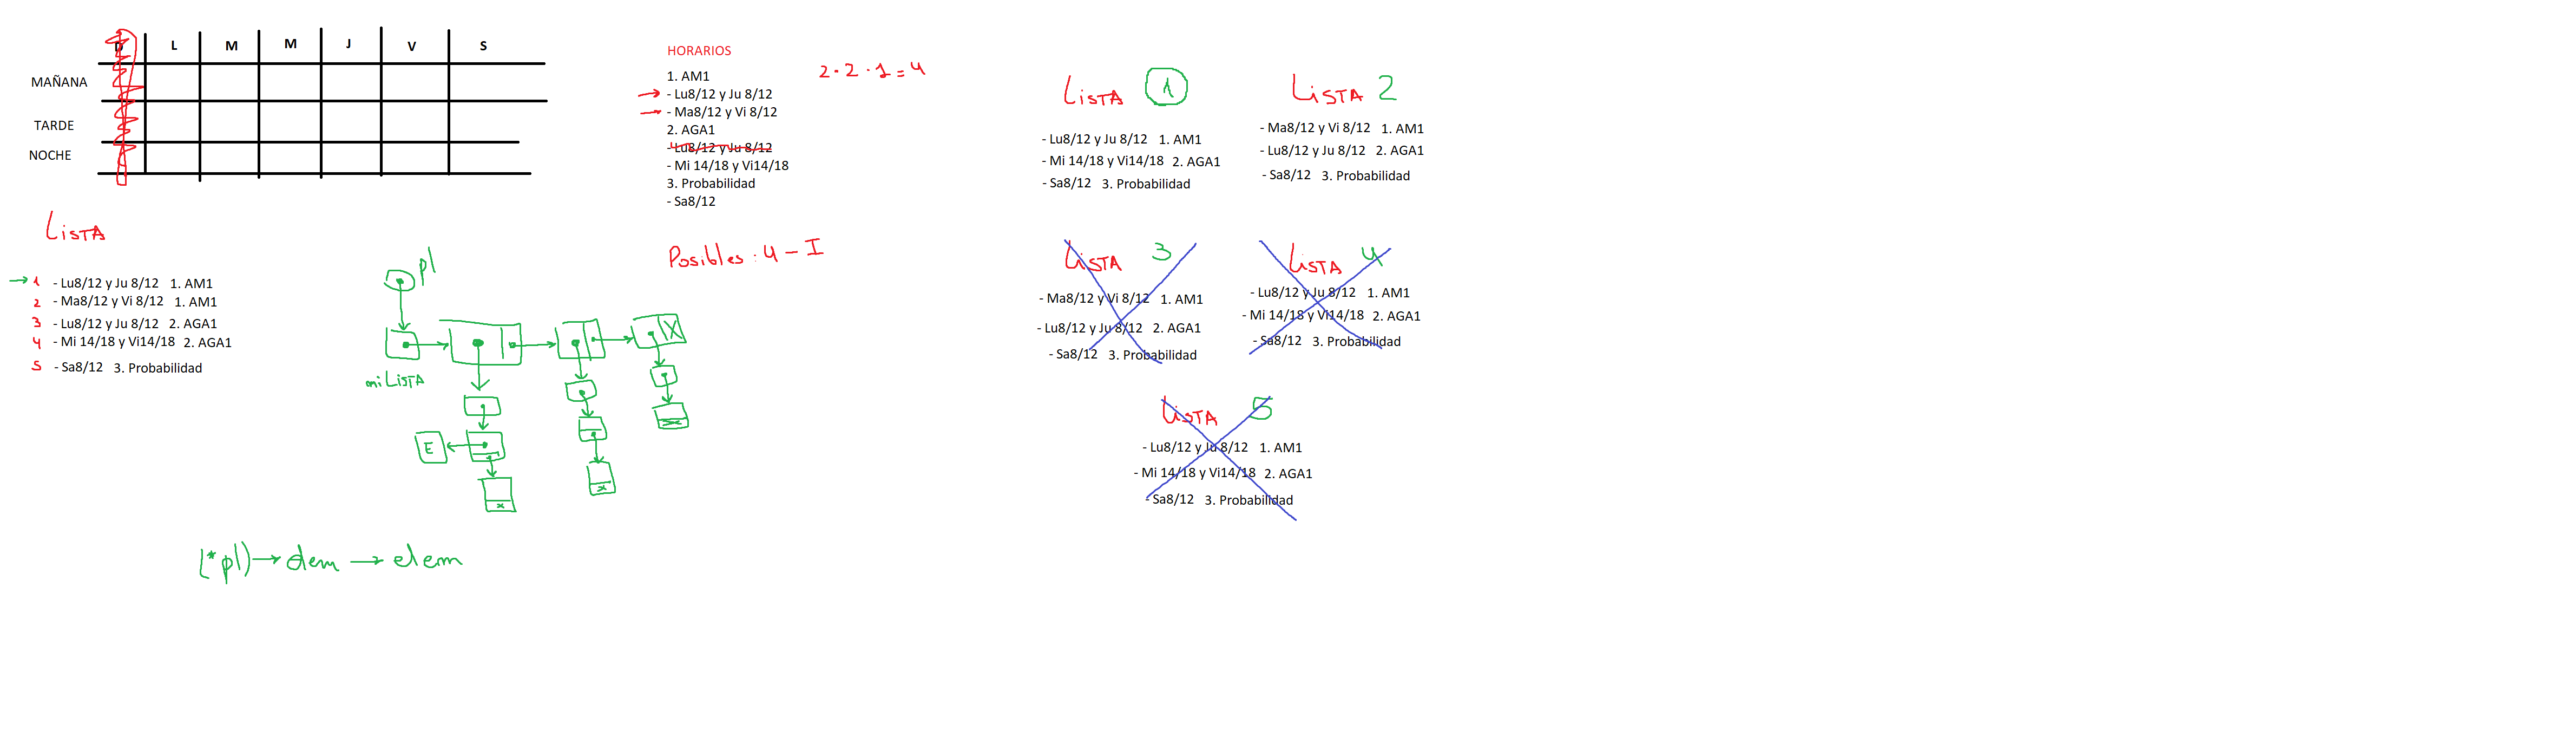 D L M M J V S
MAÑANA
TARDE
NOCHE
HORARIOS
1. AM1
- Lu8/12 y Ju 8/12
- Ma8/12 y Vi 8/12
2. AGA1
- Lu8/12 y Ju 8/12
- Mi 14/18 y Vi14/18
3. Probabilidad
- Sa8/12
2 · 2 · 1 = 4
Posibles : 4 - I
LISTA
1 - Lu8/12 y Ju 8/12 1. AM1
2 - Ma8/12 y Vi 8/12 1. AM1
3 - Lu8/12 y Ju 8/12 2. AGA1
4 - Mi 14/18 y Vi14/18 2. AGA1
5 - Sa8/12 3. Probabilidad
pl
mi LISTA
E
x
x
(*pl) → elem → elem
LISTA 1
- Lu8/12 y Ju 8/12 1. AM1
- Mi 14/18 y Vi14/18 2. AGA1
- Sa8/12 3. Probabilidad
LISTA 2
- Ma8/12 y Vi 8/12 1. AM1
- Lu8/12 y Ju 8/12 2. AGA1
- Sa8/12 3. Probabilidad
LISTA 3
- Ma8/12 y Vi 8/12 1. AM1
- Lu8/12 y Ju 8/12 2. AGA1
- Sa8/12 3. Probabilidad
LISTA 4
- Lu8/12 y Ju 8/12 1. AM1
- Mi 14/18 y Vi14/18 2. AGA1
- Sa8/12 3. Probabilidad
LISTA 5
- Lu8/12 y Ju 8/12 1. AM1
- Mi 14/18 y Vi14/18 2. AGA1
- Sa8/12 3. Probabilidad